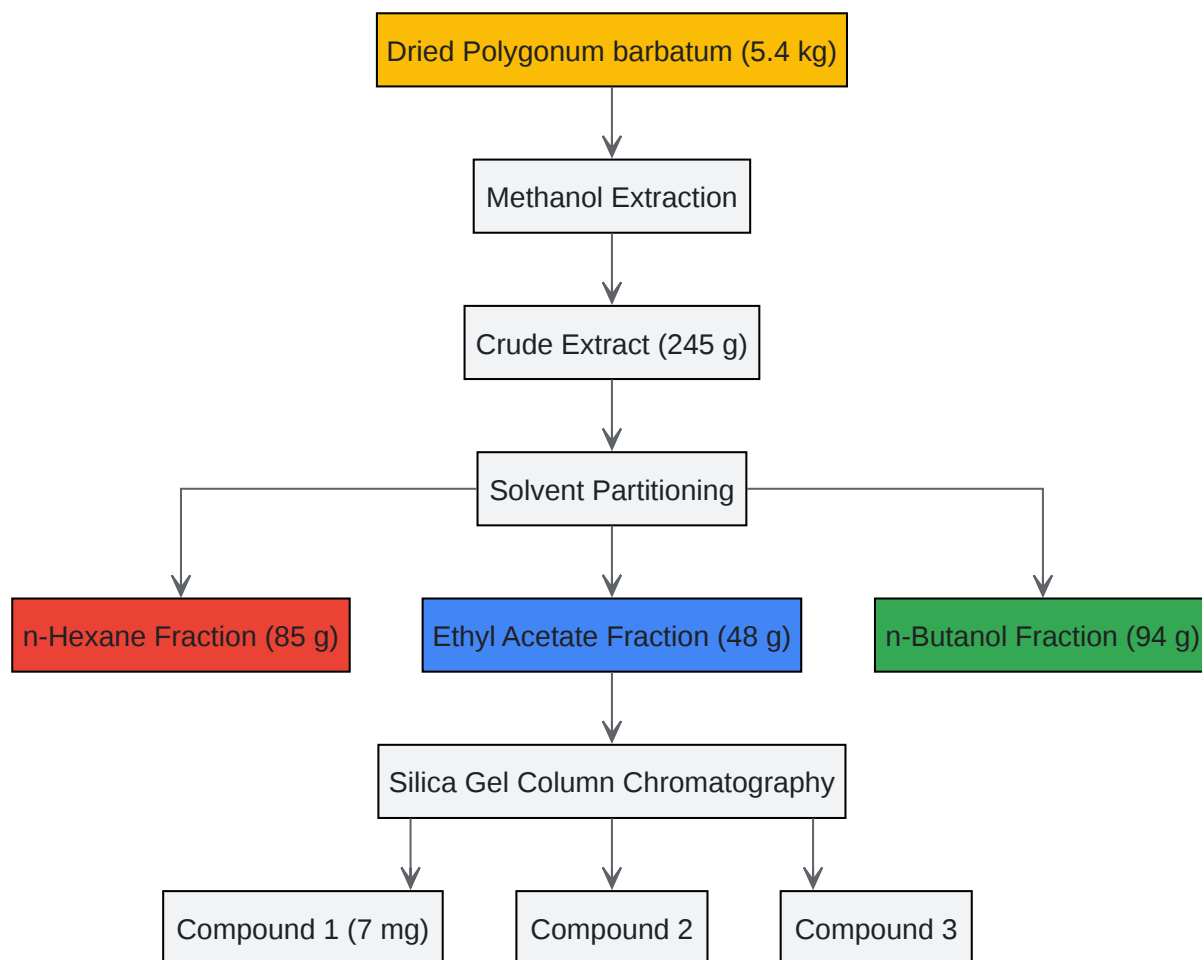 Dried Polygonum barbatum (5.4 kg)
Methanol Extraction
Crude Extract (245 g)
Solvent Partitioning
n-Hexane Fraction (85 g)
Ethyl Acetate Fraction (48 g)
n-Butanol Fraction (94 g)
Silica Gel Column Chromatography
Compound 1 (7 mg)
Compound 2
Compound 3